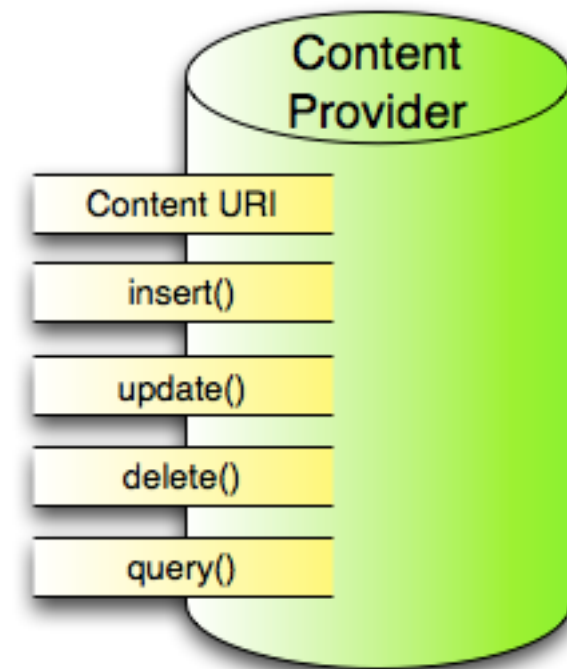 Content
Provider
Content URI
insert()
update()
delete()
query()